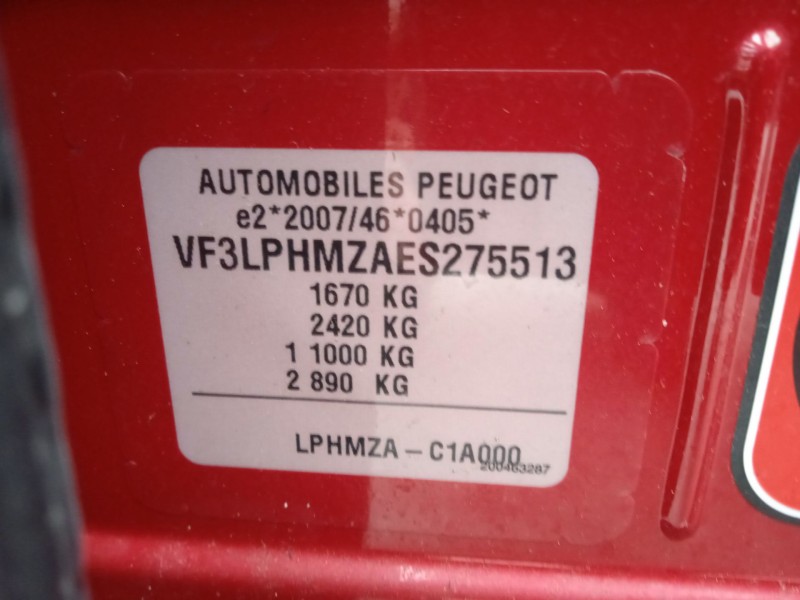 AUTOMOBILES PEUGEOT
e2*2007/46*0405*
VF3LPHMZAES275513
1670 KG
2420 KG
1 1000 KG
2 890 KG
LPHMZA – C1A000
200463287